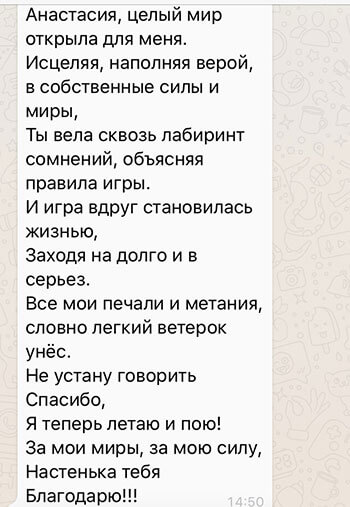 Анастасия, целый мир
открыла для меня.
Исцеляя, наполняя верой,
в собственные силы и
миры,
Ты вела сквозь лабиринт
сомнений, объясняя
правила игры.
И игра вдруг становилась
жизнью,
Заходя на долго и в
серьез.
Все мои печали и метания,
словно легкий ветерок
унёс.
Не устану говорить
Спасибо,
Я теперь летаю и пою!
За мои миры, за мою силу,
Настенька тебя
Благодарю!!!
14:50